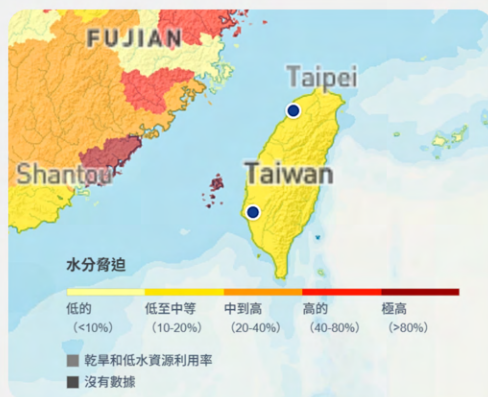 FUJIAN
Taipei
Shantou
Taiwan
水分脅迫
低的 低至中等 中到高 高的 極高
（<10%） （10-20%） （20-40%） （40-80%） （>80%）
乾旱和低水資源利用率
沒有數據